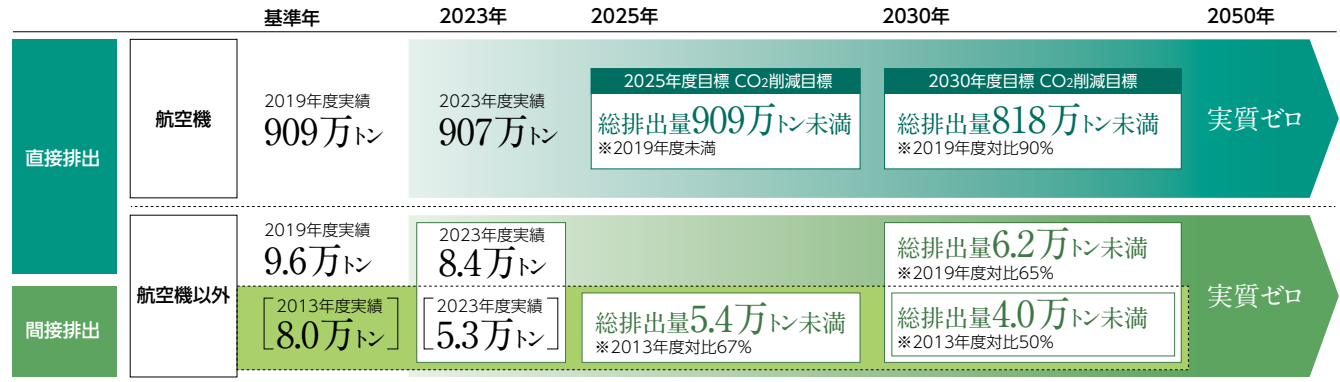 基準年 2023年 2025年 2030年 2050年
直接排出
航空機
2019年度実績
909万トン
2023年度実績
907万トン
2025年度目標 CO2削減目標
総排出量909万トン未満
※2019年度未満
2030年度目標 CO2削減目標
総排出量818万トン未満
※2019年度対比90%
実質ゼロ
航空機以外
2019年度実績
9.6万トン
2023年度実績
8.4万トン
総排出量6.2万トン未満
※2019年度対比65%
間接排出
[2013年度実績
8.0万トン]
[2023年度実績
5.3万トン]
総排出量5.4万トン未満
※2013年度対比67%
総排出量4.0万トン未満
※2013年度対比50%
実質ゼロ